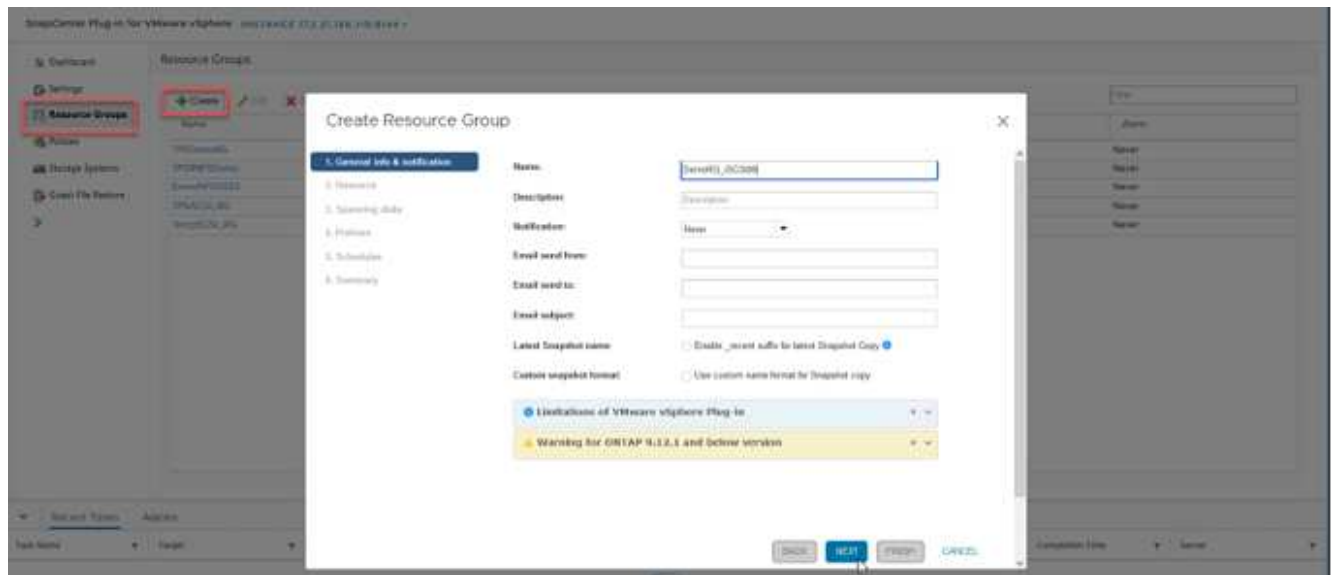 SnapCenter Plug-in for VMware vSphere
Dashboard
Settings
Resource Groups
Policies
Storage Systems
Guest File Restore
Resource Groups
Create
Name
Never
Never
Never
Never
Never
Create Resource Group
1. General info & notification
2. Resource
3. Spanning disks
4. Policies
5. Schedules
6. Summary
Name:
Description:
Description
Notification:
Never
Email send from:
Email send to:
Email subject:
Latest Snapshot name
Enable _recent suffix for latest Snapshot Copy
Custom snapshot format:
Use custom name format for Snapshot copy
Limitations of VMware vSphere Plug-in
Warning for ONTAP 9.12.1 and below version
BACK
NEXT
FINISH
CANCEL
Recent Tasks
Alarms
Task Name
Target
Completion Time
Server